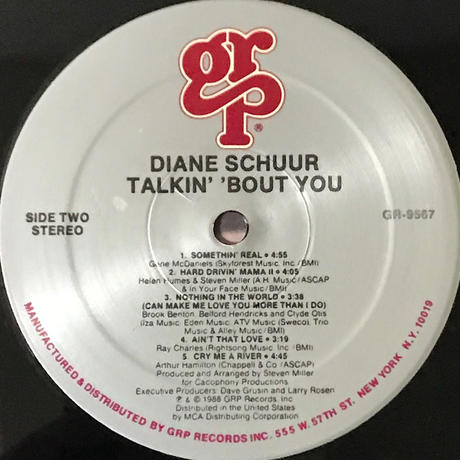 grp®
DIANE SCHUUR
TALKIN' 'BOUT YOU
SIDE TWO
STEREO
GR-9567
1. SOMETHIN' REAL • 4:55
Gene McDaniels (Skyforest Music, Inc./BMI)
2. HARD DRIVIN' MAMA II • 4:05
Helen Humes & Steven Miller (A.H. Music/ASCAP
& In Your Face Music/BMI)
3. NOTHING IN THE WORLD • 3:38
(CAN MAKE ME LOVE YOU MORE THAN I DO)
Brook Benton, Belford Hendricks and Clyde Otis
(Iza Music, Eden Music, ATV Music (Sweco), Trio
Music & Alley Music/BMI)
4. AIN'T THAT LOVE • 3:19
Ray Charles (Rightsong Music, Inc./BMI)
5. CRY ME A RIVER • 4:45
Arthur Hamilton (Chappell & Co./ASCAP)
Produced and Arranged by Steven Miller
for Cacophony Productions
Executive Producers: Dave Grusin and Larry Rosen
℗ & © 1988 GRP Records, Inc.
Distributed in the United States
by MCA Distributing Corporation
MANUFACTURED & DISTRIBUTED BY GRP RECORDS INC. 555 W. 57TH ST. NEW YORK, N.Y. 10019